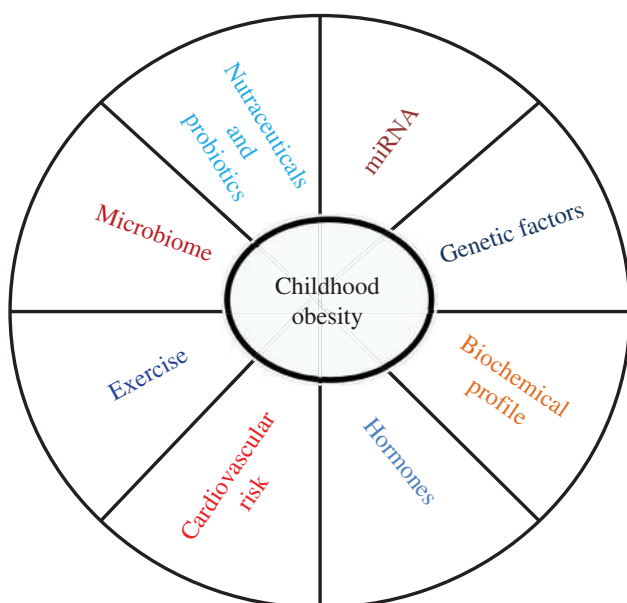 Nutraceuticals
and
probiotics
miRNA
Microbiome
Genetic factors
Childhood
obesity
Exercise
Biochemical
profile
Cardiovascular
risk
Hormones